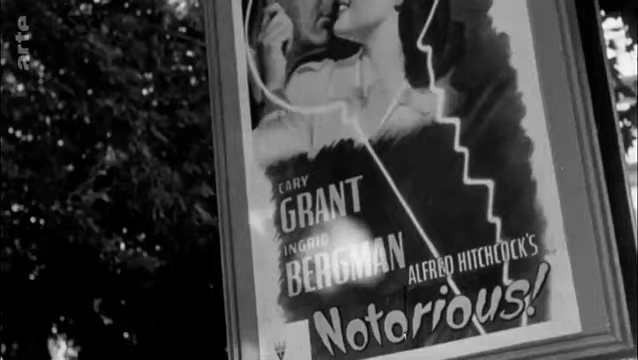 arte
CARY
GRANT
INGRID
BERGMAN
ALFRED HITCHCOCK'S
Notorious!